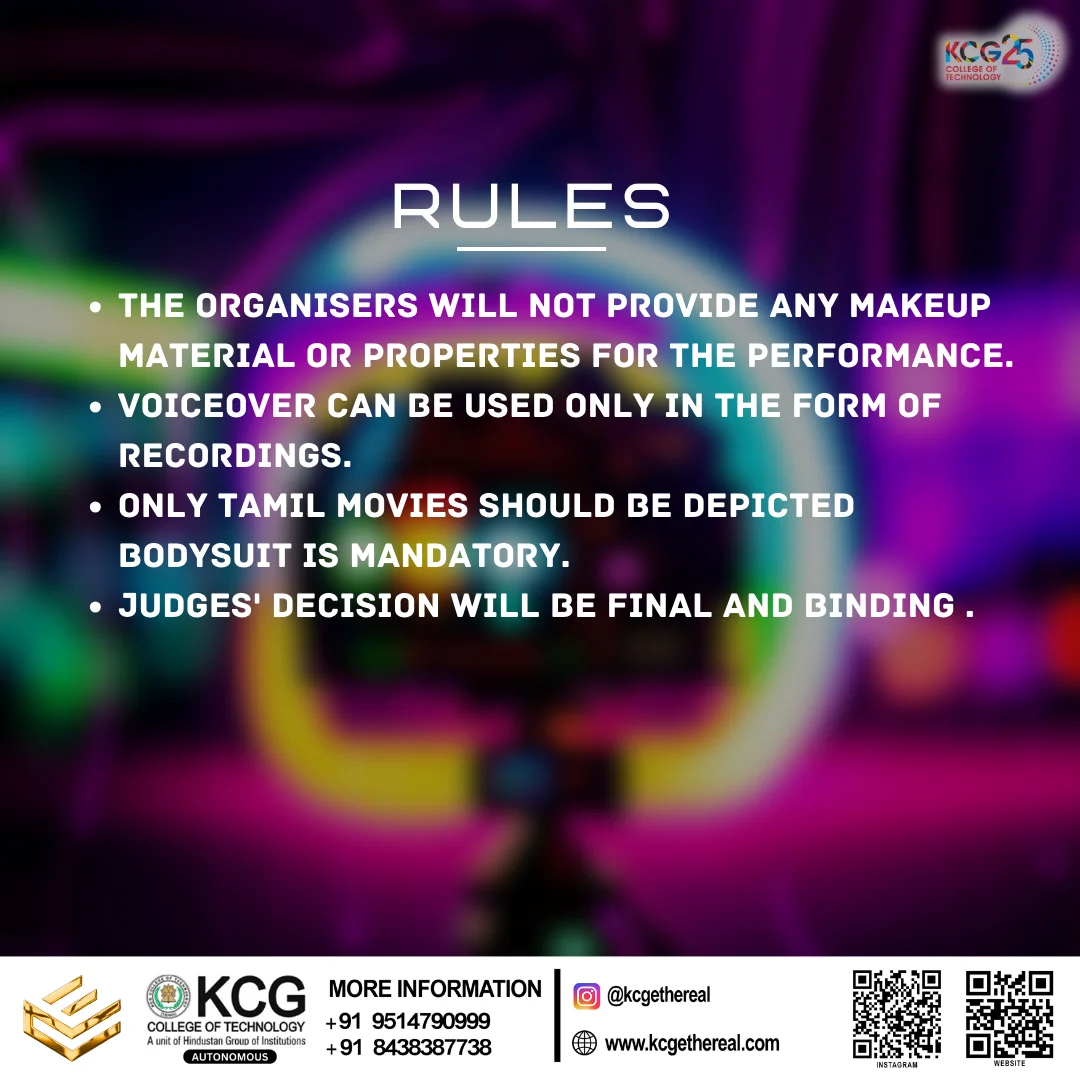 KCG25
COLLEGE OF
TECHNOLOGY
RULES
• THE ORGANISERS WILL NOT PROVIDE ANY MAKEUP
MATERIAL OR PROPERTIES FOR THE PERFORMANCE.
• VOICEOVER CAN BE USED ONLY IN THE FORM OF
RECORDINGS.
• ONLY TAMIL MOVIES SHOULD BE DEPICTED
BODYSUIT IS MANDATORY.
• JUDGES' DECISION WILL BE FINAL AND BINDING .
KCG
COLLEGE OF TECHNOLOGY
A unit of Hindustan Group of Institutions
AUTONOMOUS
MORE INFORMATION
+91 9514790999
+91 8438387738
@kcgethereal
www.kcgethereal.com
INSTAGRAM
WEBSITE